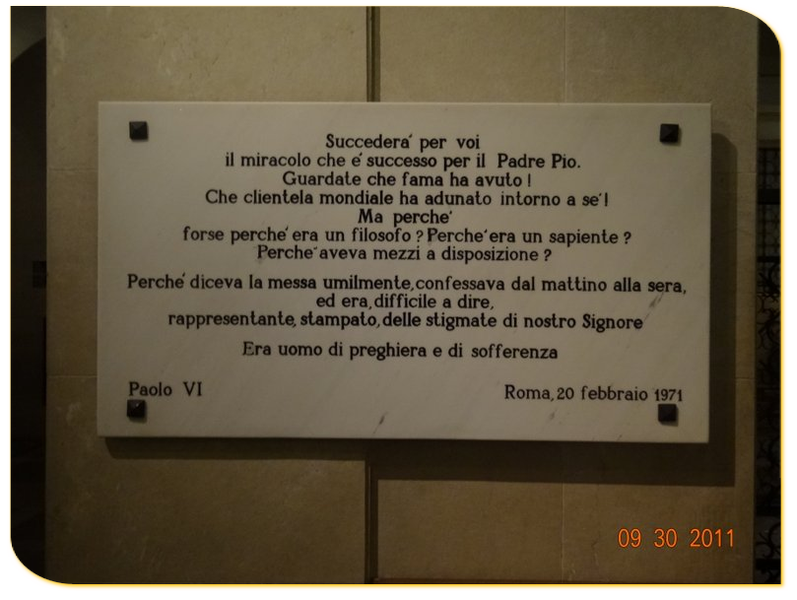 Succedera' per voi
il miracolo che e' successo per il Padre Pio.
Guardate che fama ha avuto !
Che clientela mondiale ha adunato intorno a se' !
Ma perche'
forse perche' era un filosofo ? Perche' era un sapiente ?
Perche' aveva mezzi a disposizione ?
Perche' diceva la messa umilmente, confessava dal mattino alla sera,
ed era, difficile a dire,
rappresentante, stampato, delle stigmate di nostro Signore
Era uomo di preghiera e di sofferenza
Paolo VI
Roma, 20 febbraio 1971
09 30 2011